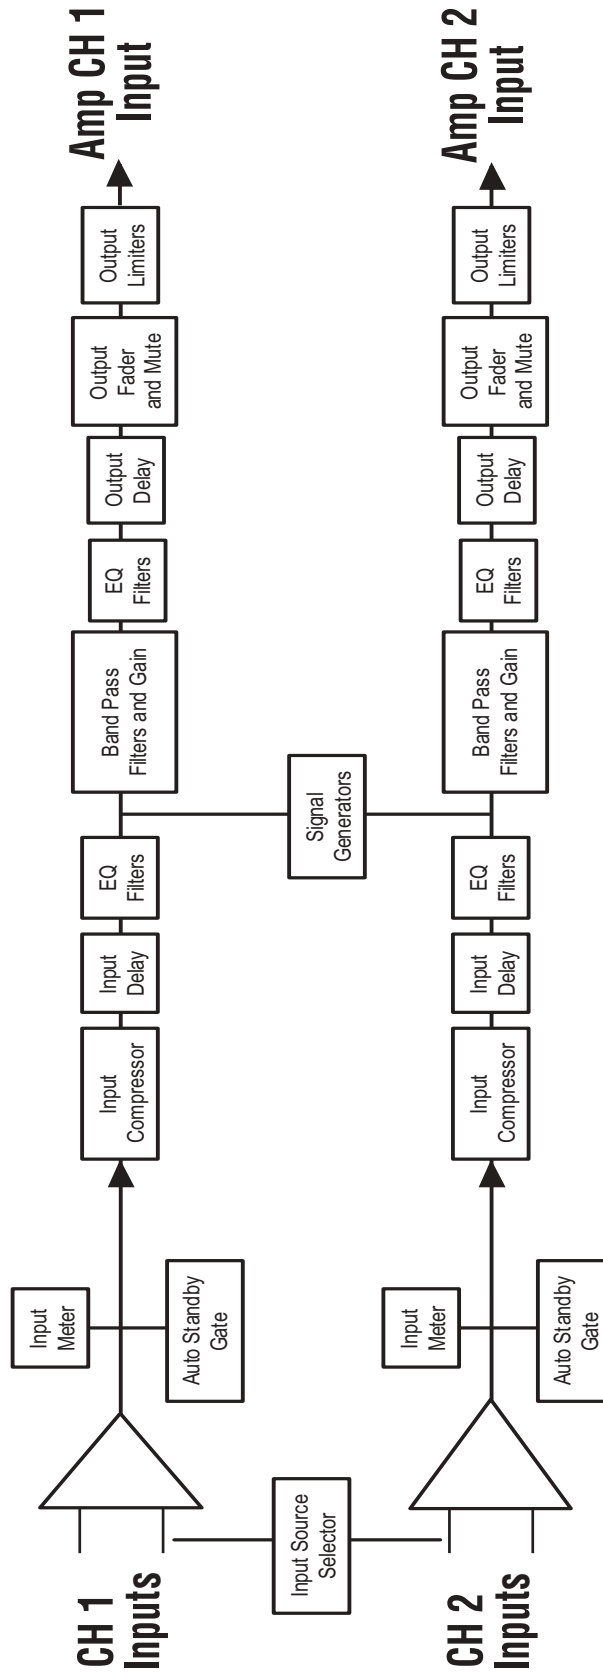 CH 1
Inputs
Input Source
Selector
Input
Meter
Auto Standby
Gate
Input
Compressor
Input
Delay
EQ
Filters
Signal
Generators
Band Pass
Filters and Gain
EQ
Filters
Output
Delay
Output
Fader
and Mute
Output
Limiters
Amp CH 1
Input
CH 2
Inputs
Input
Meter
Auto Standby
Gate
Input
Compressor
Input
Delay
EQ
Filters
Band Pass
Filters and Gain
EQ
Filters
Output
Delay
Output
Fader
and Mute
Output
Limiters
Amp CH 2
Input